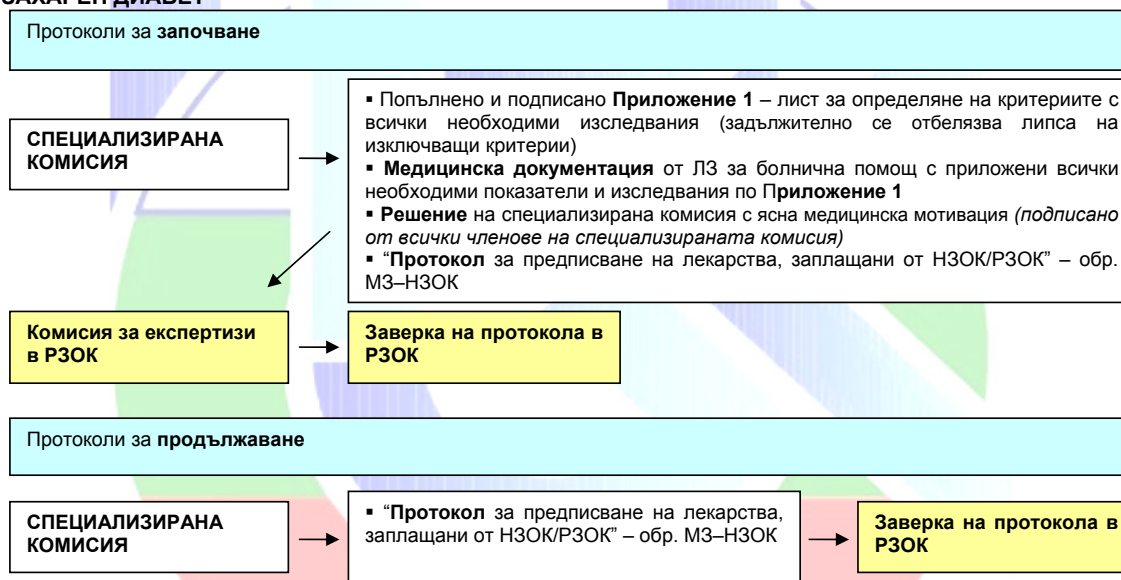 ЗАХАРЕН ДИАБЕТ
Протоколи за започване
СПЕЦИАЛИЗИРАНА
КОМИСИЯ
▪ Попълнено и подписано Приложение 1 – лист за определяне на критериите с
всички необходими изследвания (задължително се отбелязва липса на
изключващи критерии)
▪ Медицинска документация от ЛЗ за болнична помощ с приложени всички
необходими показатели и изследвания по Приложение 1
▪ Решение на специализирана комисия с ясна медицинска мотивация (подписано
от всички членове на специализираната комисия)
▪ “Протокол за предписване на лекарства, заплащани от НЗОК/РЗОК” – обр.
МЗ–НЗОК
Комисия за експертизи
в РЗОК
Заверка на протокола в
РЗОК
Протоколи за продължаване
СПЕЦИАЛИЗИРАНА
КОМИСИЯ
▪ “Протокол за предписване на лекарства,
заплащани от НЗОК/РЗОК” – обр. МЗ–НЗОК
Заверка на протокола в
РЗОК